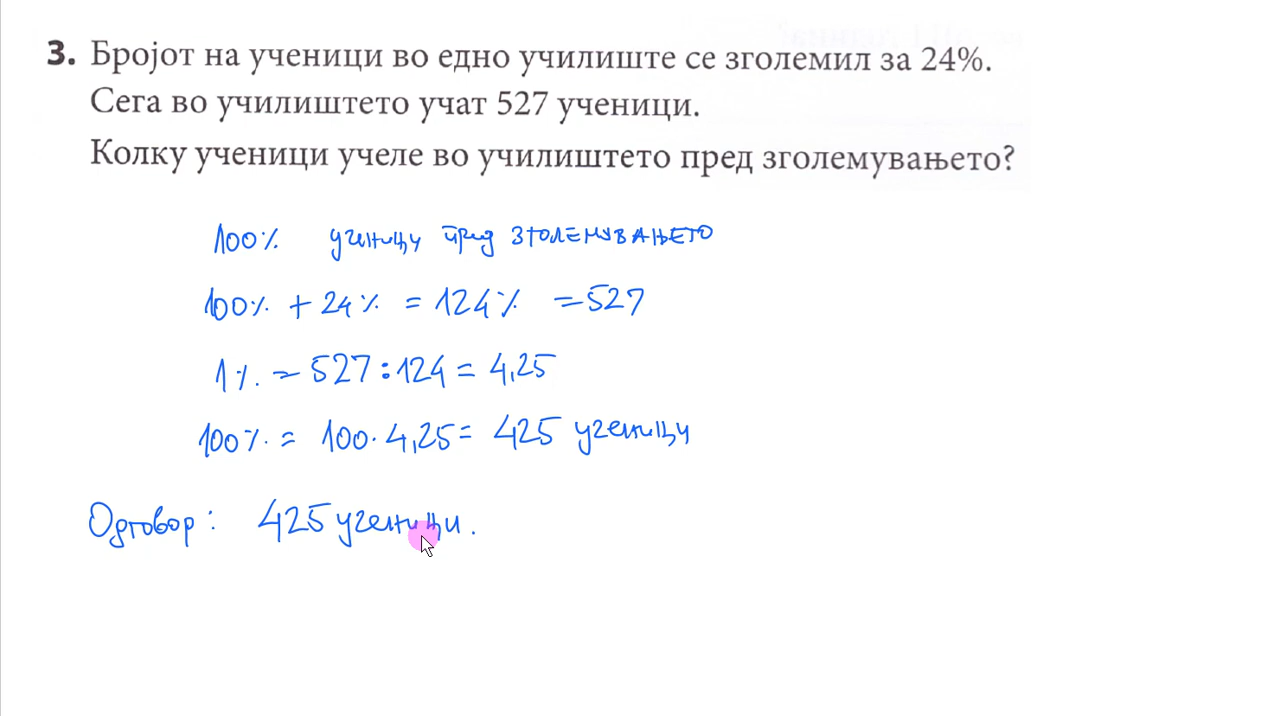 3. Бројот на ученици во едно училиште се зголемил за 24%.
Сега во училиштето учат 527 ученици.
Колку ученици учеле во училиштето пред зголемувањето?
100% ученици пред зголемувањето
100% + 24% = 124% = 527
1% = 527 : 124 = 4,25
100% = 100 · 4,25 = 425 ученици
Одговор: 425 ученици.